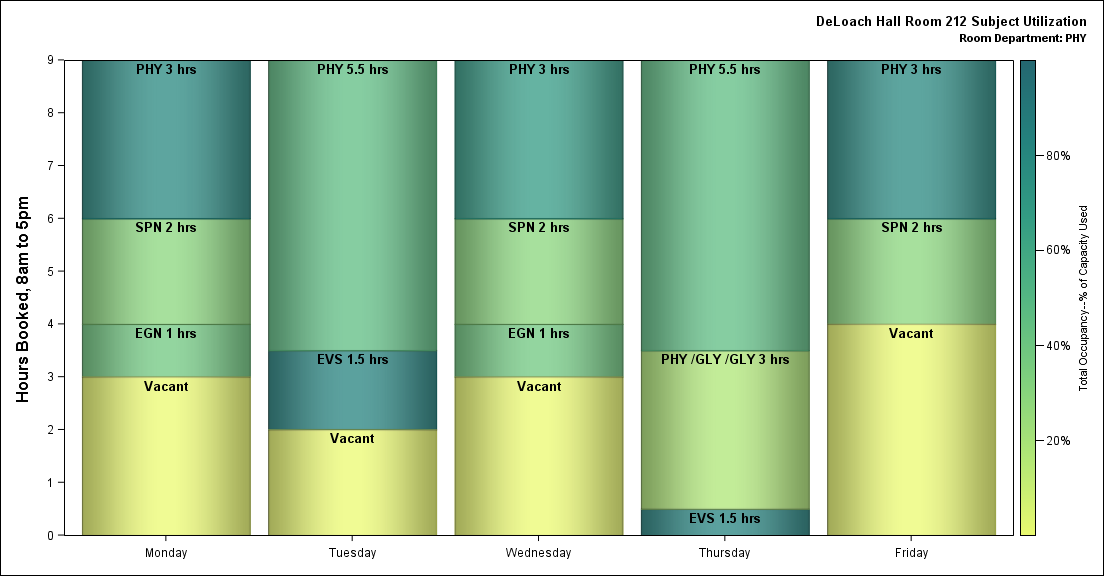 DeLoach Hall Room 212 Subject Utilization
Room Department: PHY
Hours Booked, 8am to 5pm
9
8
7
6
5
4
3
2
1
0
PHY 3 hrs
SPN 2 hrs
EGN 1 hrs
Vacant
PHY 5.5 hrs
EVS 1.5 hrs
Vacant
PHY 3 hrs
SPN 2 hrs
EGN 1 hrs
Vacant
PHY 5.5 hrs
PHY /GLY /GLY 3 hrs
EVS 1.5 hrs
PHY 3 hrs
SPN 2 hrs
Vacant
Monday
Tuesday
Wednesday
Thursday
Friday
80%
60%
40%
20%
Total Occupancy--% of Capacity Used